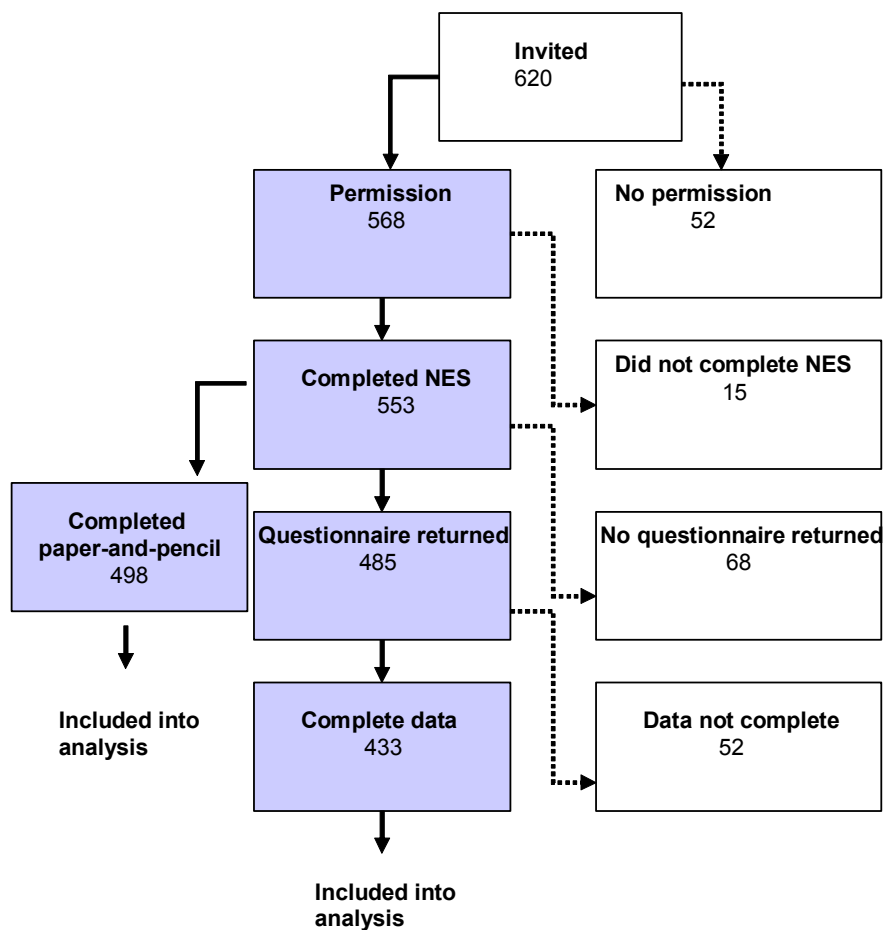 Invited
620
Permission
568
No permission
52
Completed NES
553
Did not complete NES
15
Completed
paper-and-pencil
498
Questionnaire returned
485
No questionnaire returned
68
Included into
analysis
Complete data
433
Data not complete
52
Included into
analysis